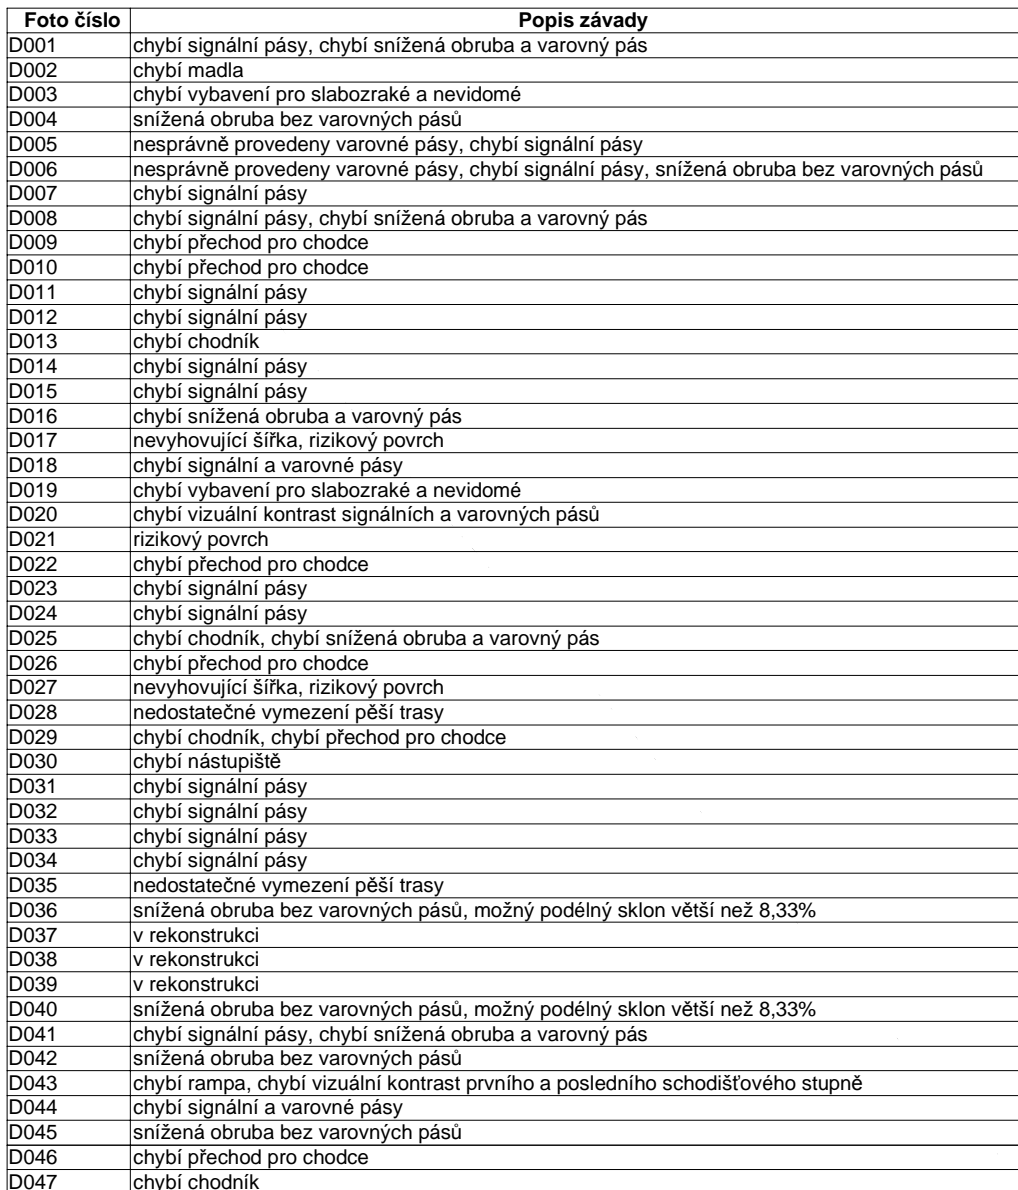 Foto číslo Popis závady
D001 chybí signální pásy, chybí snížená obruba a varovný pás
D002 chybí madla
D003 chybí vybavení pro slabozraké a nevidomé
D004 snížená obruba bez varovných pásů
D005 nesprávně provedeny varovné pásy, chybí signální pásy
D006 nesprávně provedeny varovné pásy, chybí signální pásy, snížená obruba bez varovných pásů
D007 chybí signální pásy
D008 chybí signální pásy, chybí snížená obruba a varovný pás
D009 chybí přechod pro chodce
D010 chybí přechod pro chodce
D011 chybí signální pásy
D012 chybí signální pásy
D013 chybí chodník
D014 chybí signální pásy
D015 chybí signální pásy
D016 chybí snížená obruba a varovný pás
D017 nevyhovující šířka, rizikový povrch
D018 chybí signální a varovné pásy
D019 chybí vybavení pro slabozraké a nevidomé
D020 chybí vizuální kontrast signálních a varovných pásů
D021 rizikový povrch
D022 chybí přechod pro chodce
D023 chybí signální pásy
D024 chybí signální pásy
D025 chybí chodník, chybí snížená obruba a varovný pás
D026 chybí přechod pro chodce
D027 nevyhovující šířka, rizikový povrch
D028 nedostatečné vymezení pěší trasy
D029 chybí chodník, chybí přechod pro chodce
D030 chybí nástupiště
D031 chybí signální pásy
D032 chybí signální pásy
D033 chybí signální pásy
D034 chybí signální pásy
D035 nedostatečné vymezení pěší trasy
D036 snížená obruba bez varovných pásů, možný podélný sklon větší než 8,33%
D037 v rekonstrukci
D038 v rekonstrukci
D039 v rekonstrukci
D040 snížená obruba bez varovných pásů, možný podélný sklon větší než 8,33%
D041 chybí signální pásy, chybí snížená obruba a varovný pás
D042 snížená obruba bez varovných pásů
D043 chybí rampa, chybí vizuální kontrast prvního a posledního schodišťového stupně
D044 chybí signální a varovné pásy
D045 snížená obruba bez varovných pásů
D046 chybí přechod pro chodce
D047 chybí chodník